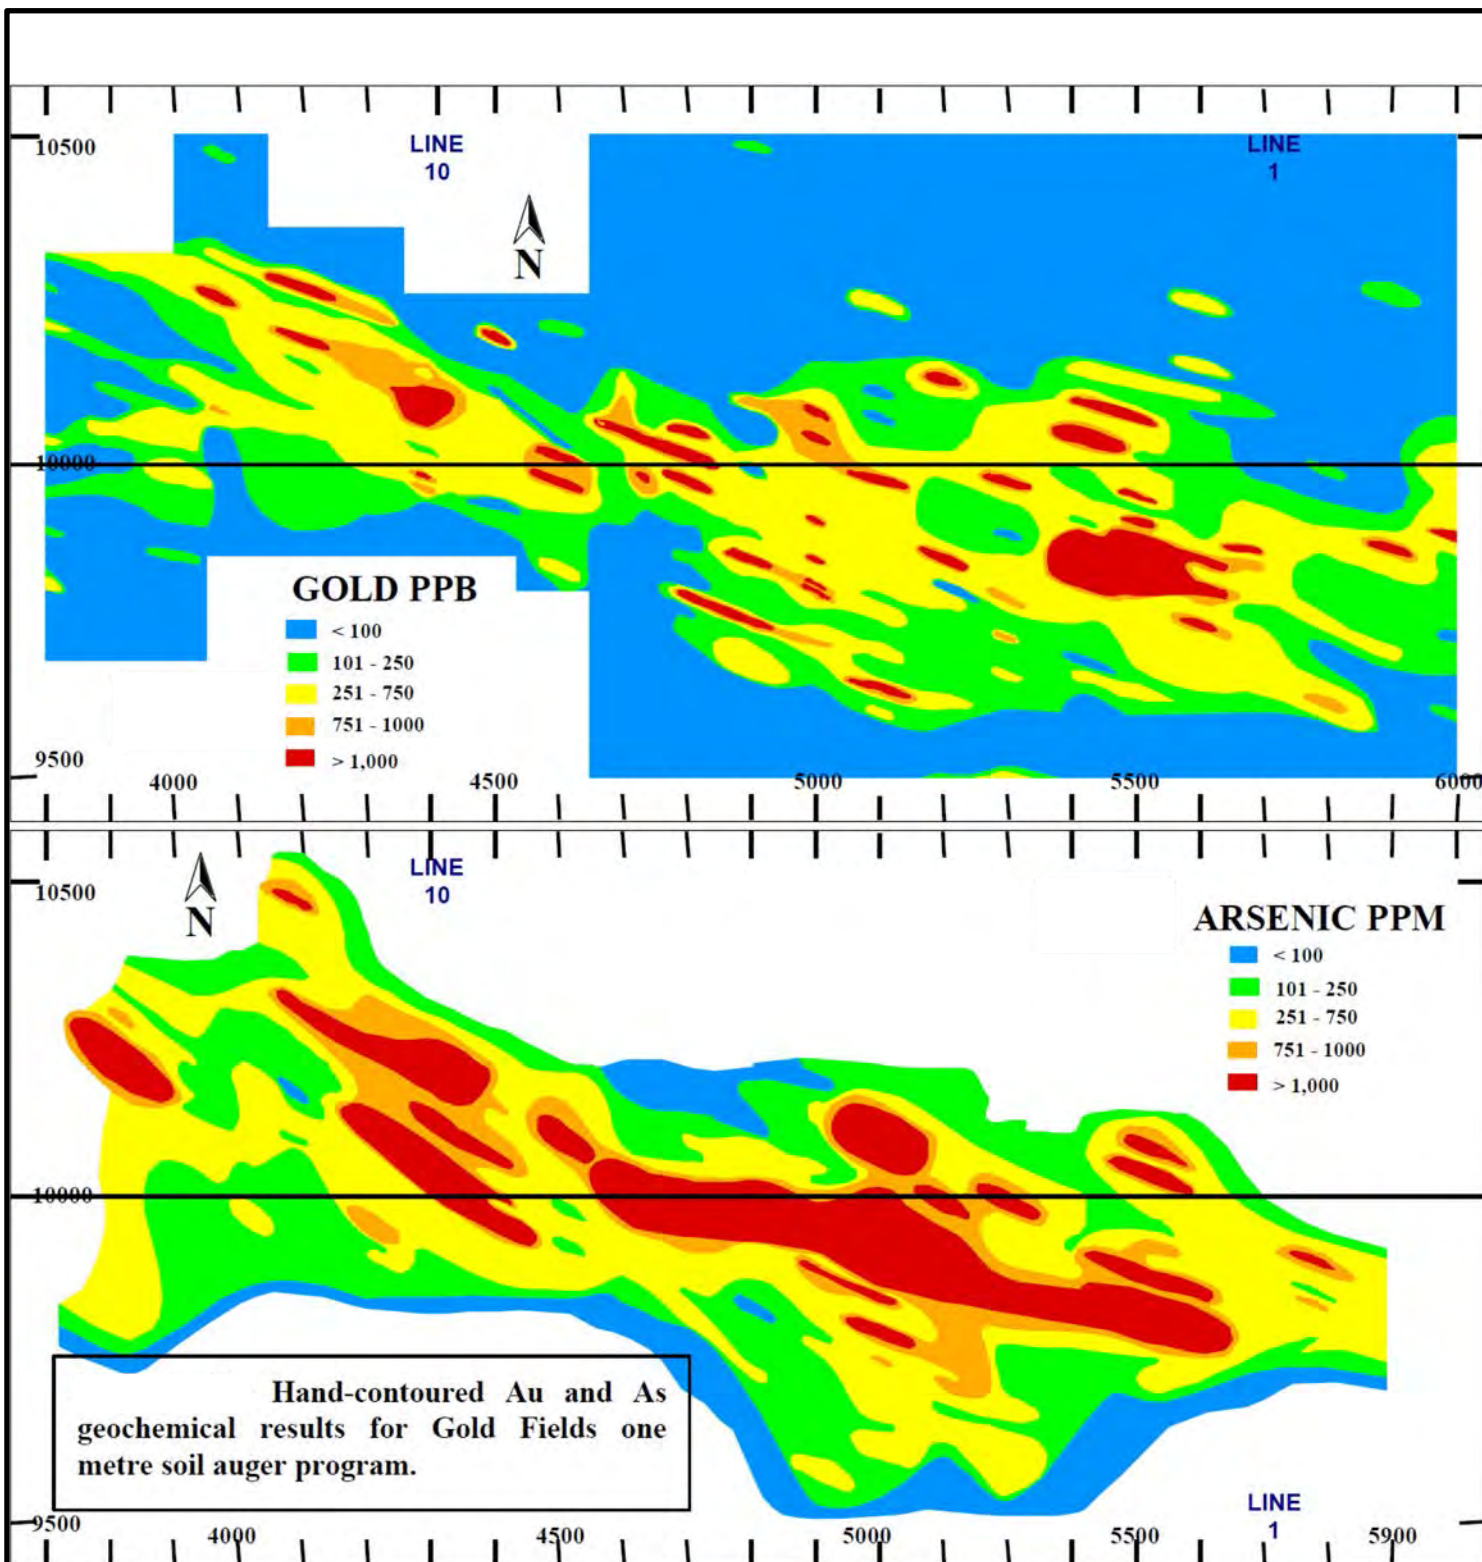 10500
LINE
10
LINE
1
N
10000
GOLD PPB
< 100
101 - 250
251 - 750
751 - 1000
> 1,000
9500
4000
4500
5000
5500
6000
LINE
10
10500
N
ARSENIC PPM
< 100
101 - 250
251 - 750
751 - 1000
> 1,000
10000
Hand-contoured Au and As
geochemical results for Gold Fields one
metre soil auger program.
LINE
1
9500
4000
4500
5000
5500
5900